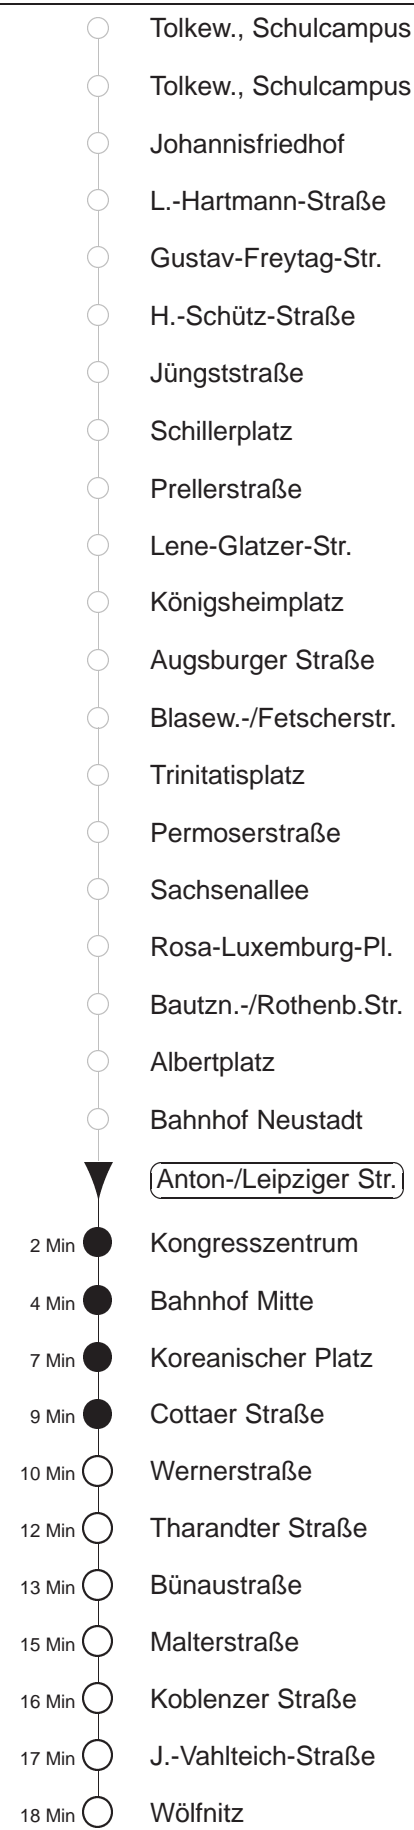 Tolkew., Schulcampus
Tolkew., Schulcampus
Johannisfriedhof
L.-Hartmann-Straße
Gustav-Freytag-Str.
H.-Schütz-Straße
Jüngststraße
Schillerplatz
Prellerstraße
Lene-Glatzer-Str.
Königsheimplatz
Augsburger Straße
Blasew.-/Fetscherstr.
Trinitatisplatz
Permoserstraße
Sachsenallee
Rosa-Luxemburg-Pl.
Bautzn.-/Rothenb.Str.
Albertplatz
Bahnhof Neustadt
Anton-/Leipziger Str.
2 Min Kongresszentrum
4 Min Bahnhof Mitte
7 Min Koreanischer Platz
9 Min Cottaer Straße
10 Min Wernerstraße
12 Min Tharandter Straße
13 Min Bünaustraße
15 Min Malterstraße
16 Min Koblenzer Straße
17 Min J.-Vahlteich-Straße
18 Min Wölfnitz